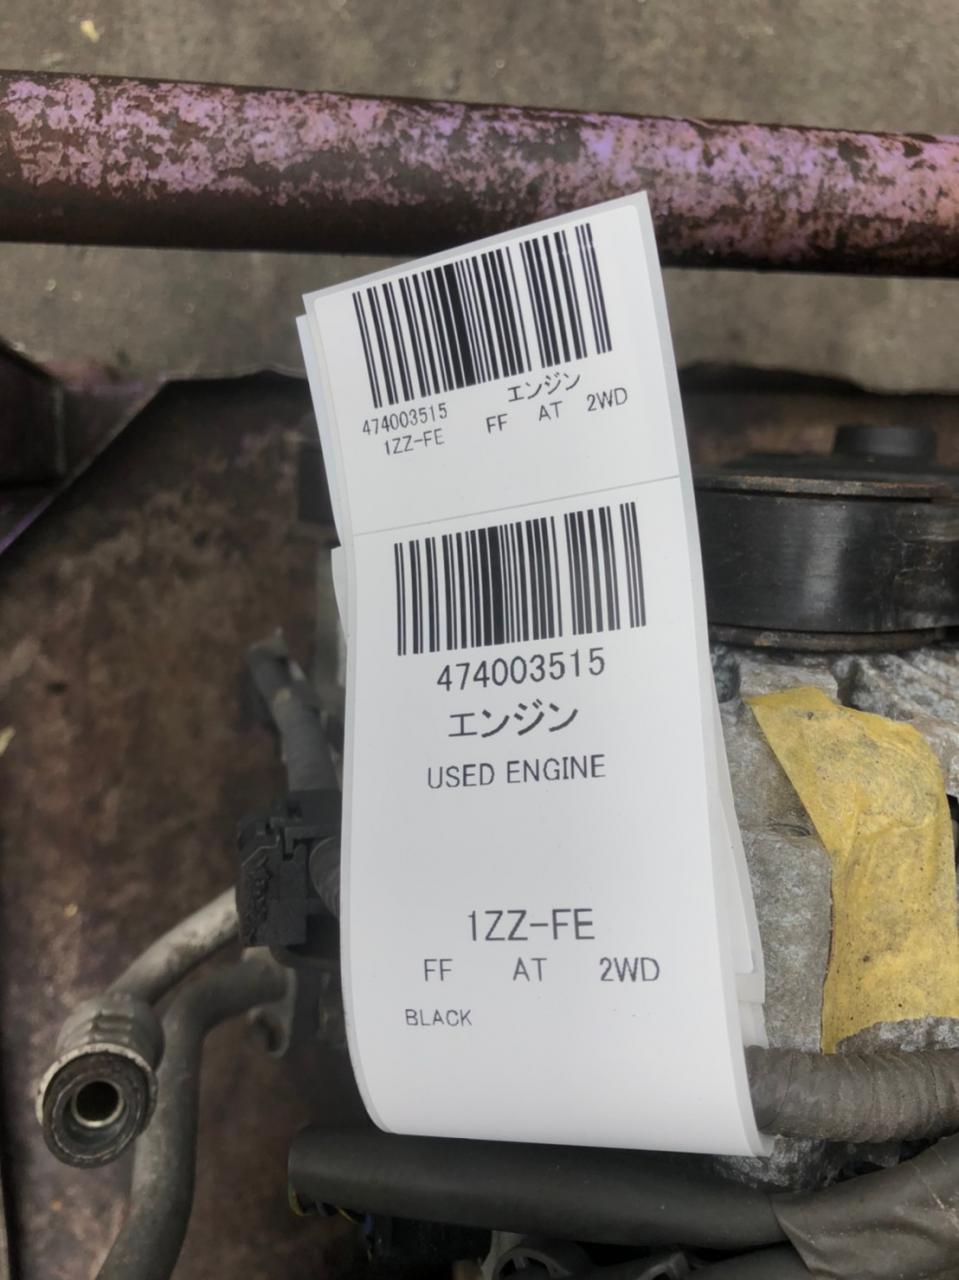 474003515 エンジン
1ZZ-FE FF AT 2WD
474003515
エンジン
USED ENGINE
1ZZ-FE
FF AT 2WD
BLACK